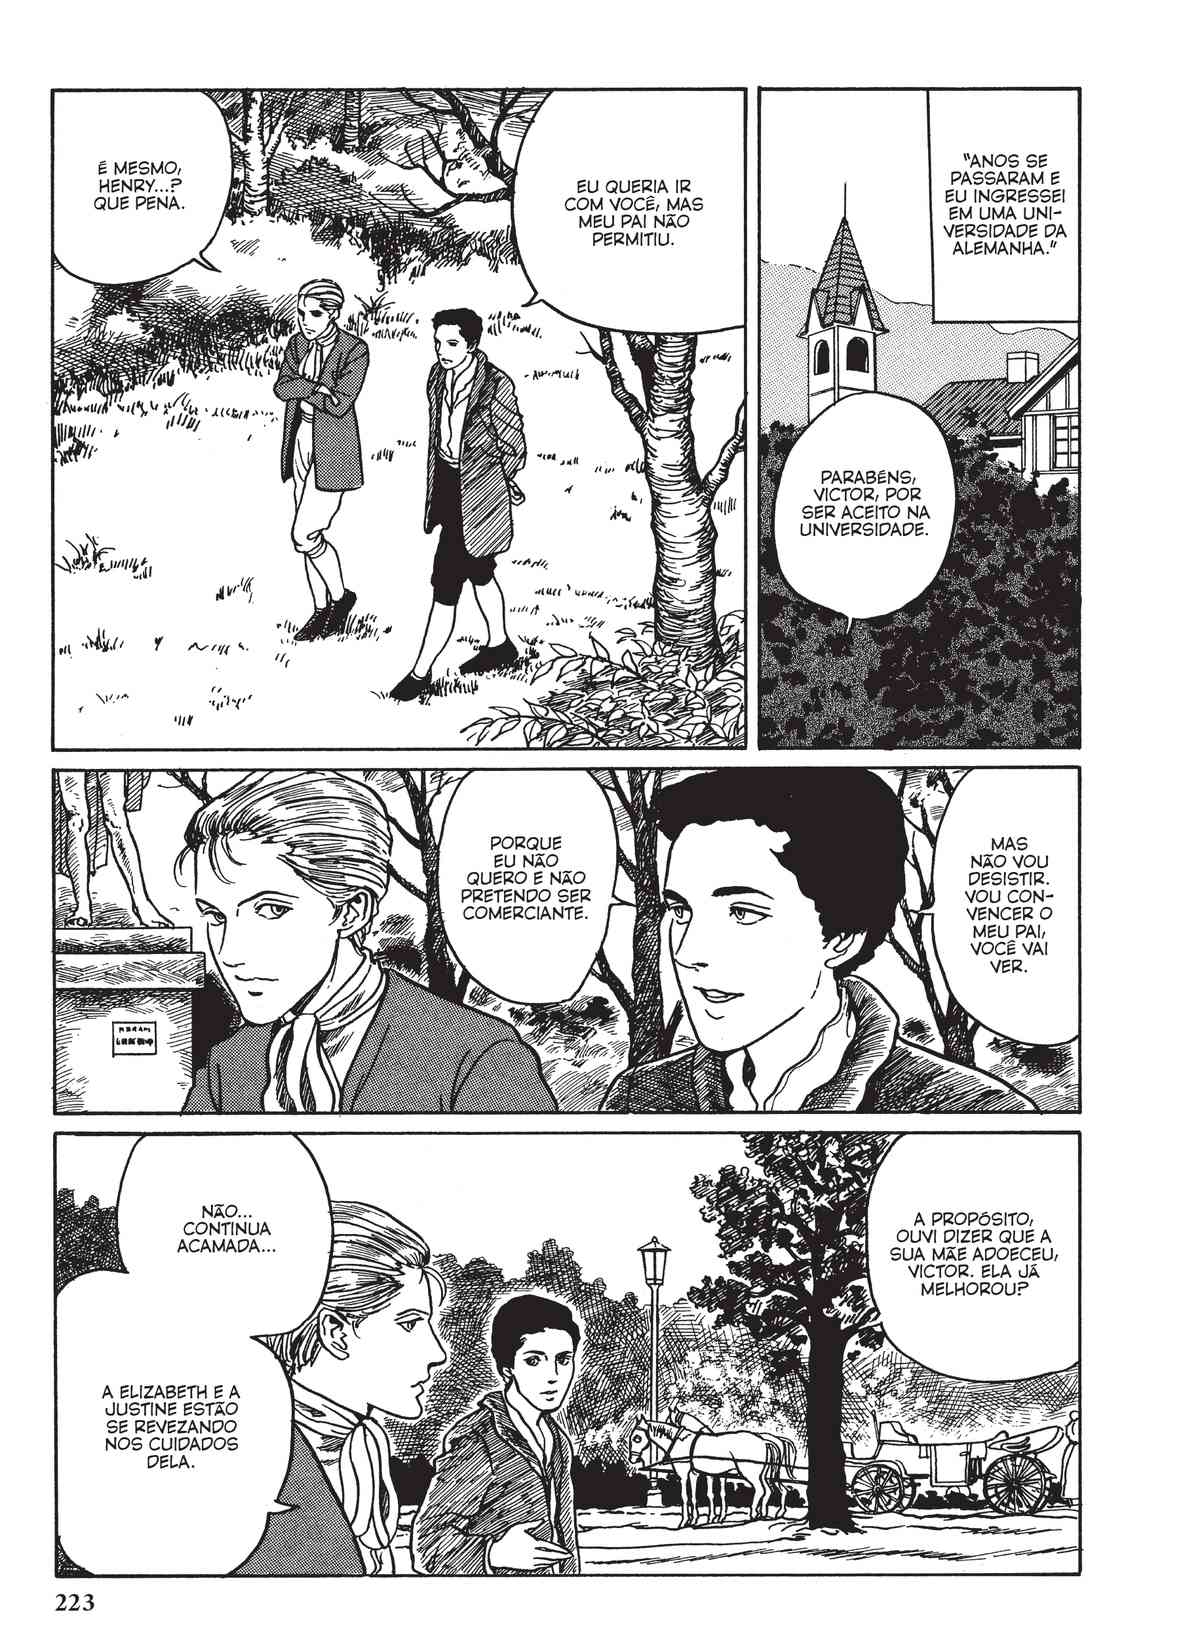 "ANOS SE
PASSARAM E
EU INGRESSEI
EM UMA UNI-
VERSIDADE DA
ALEMANHA."
PARABÉNS,
VICTOR, POR
SER ACEITO NA
UNIVERSIDADE.
EU QUERIA IR
COM VOCÊ, MAS
MEU PAI NÃO
PERMITIU.
É MESMO,
HENRY...?
QUE PENA.
MAS
NÃO VOU
DESISTIR.
VOU CON-
VENCER O
MEU PAI,
VOCÊ VAI
VER.
PORQUE
EU NÃO
QUERO E NÃO
PRETENDO SER
COMERCIANTE.
A PROPÓSITO,
OUVI DIZER QUE A
SUA MÃE ADOECEU,
VICTOR. ELA JÁ
MELHOROU?
NÃO...
CONTINUA
ACAMADA...
A ELIZABETH E A
JUSTINE ESTÃO
SE REVEZANDO
NOS CUIDADOS
DELA.
223